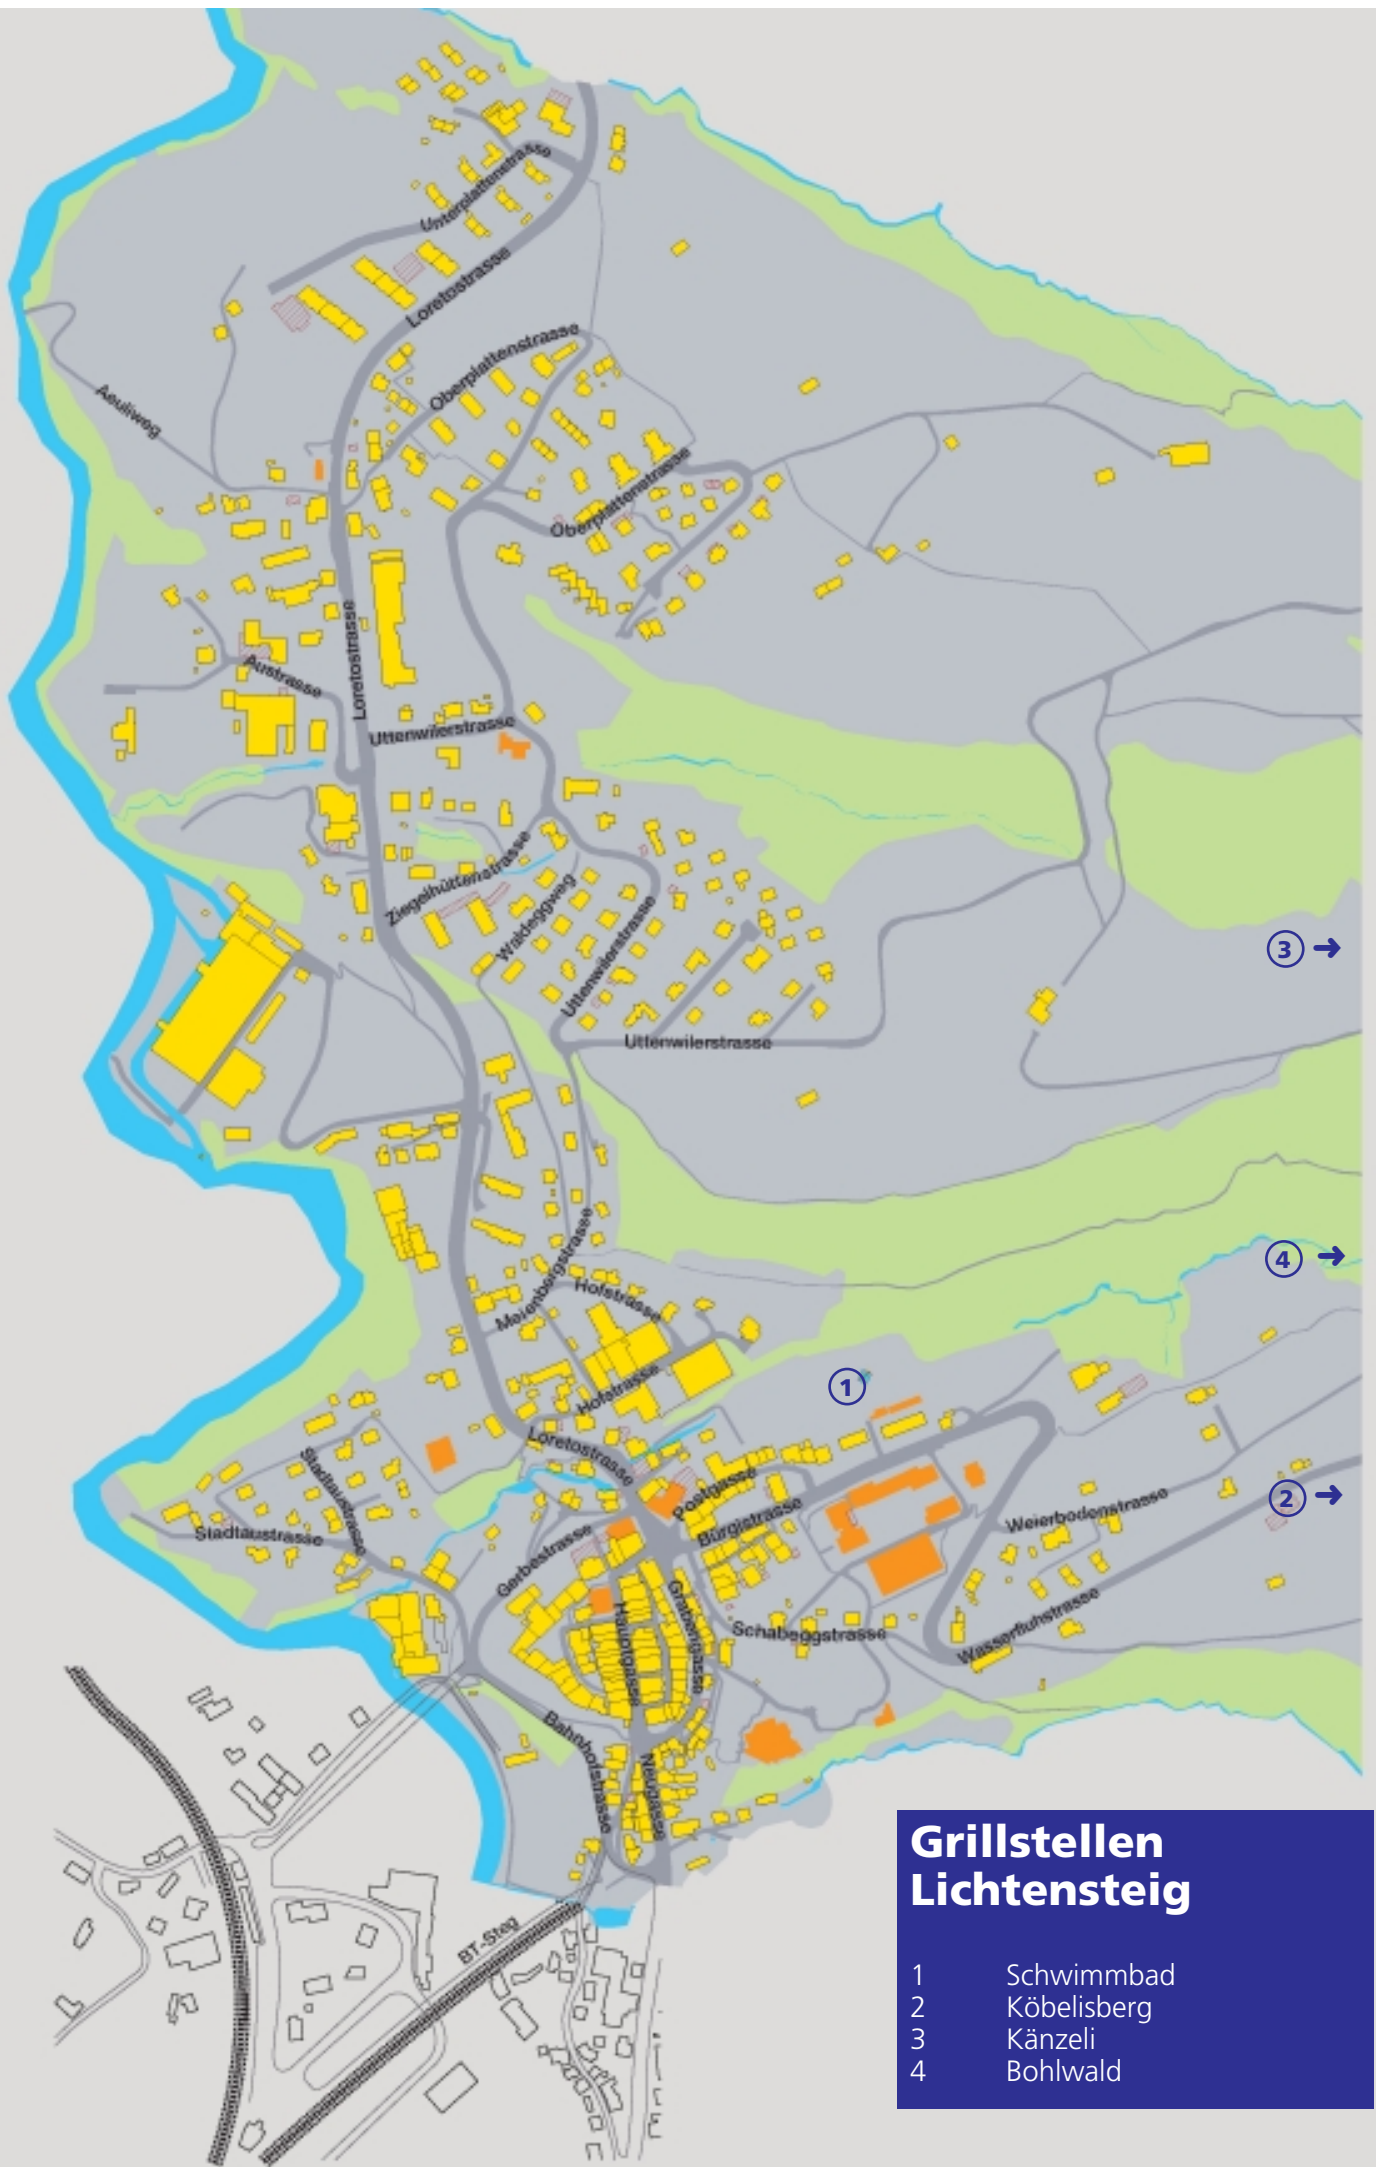 Unterplattenstrasse
Loretostrasse
Oberplattenstrasse
Aeuliweg
Oberplattenstrasse
Loretostrasse
Austrasse
Uttenwilerstrasse
Ziegelhüttenstrasse
Waldeggweg
Uttenwilerstrasse
3
Uttenwilerstrasse
4
Meienbergstrasse
Hofstrasse
1
Hofstrasse
Loretostrasse
Stadtaustrasse
Postgasse
2
Bürgistrasse
Weierbodenstrasse
Stadtaustrasse
Gerbestrasse
Grabengasse
Hauptgasse
Schabeggstrasse
Wasserfluhstrasse
Bahnhofstrasse
Neugasse
BT-Steg
Grillstellen
Lichtensteig
1 Schwimmbad
2 Köbelisberg
3 Känzeli
4 Bohlwald